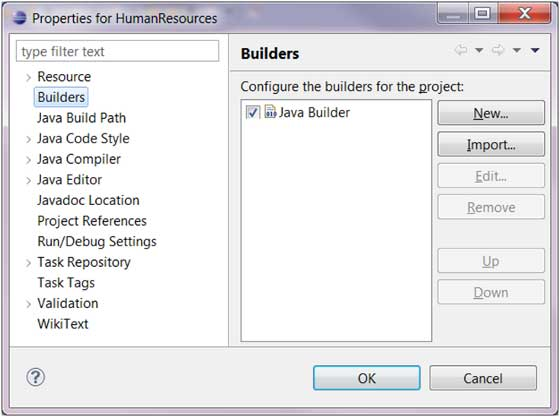 Properties for HumanResources
type filter text
Resource
Builders
Java Build Path
Java Code Style
Java Compiler
Java Editor
Javadoc Location
Project References
Run/Debug Settings
Task Repository
Task Tags
Validation
WikiText
Builders
Configure the builders for the project:
Java Builder
New...
Import...
Edit...
Remove
Up
Down
?
OK
Cancel